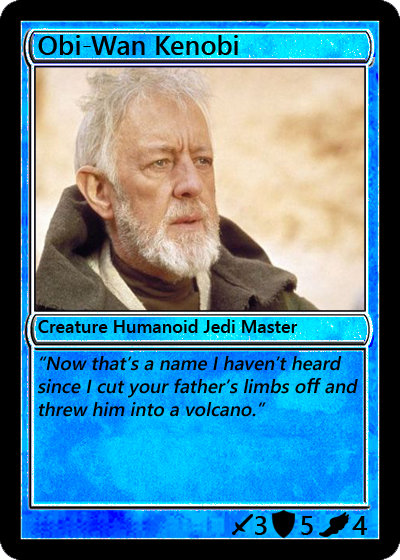 Obi-Wan Kenobi
Creature Humanoid Jedi Master
“Now that’s a name I haven’t heard
since I cut your father’s limbs off and
threw him into a volcano.”
3 5 4